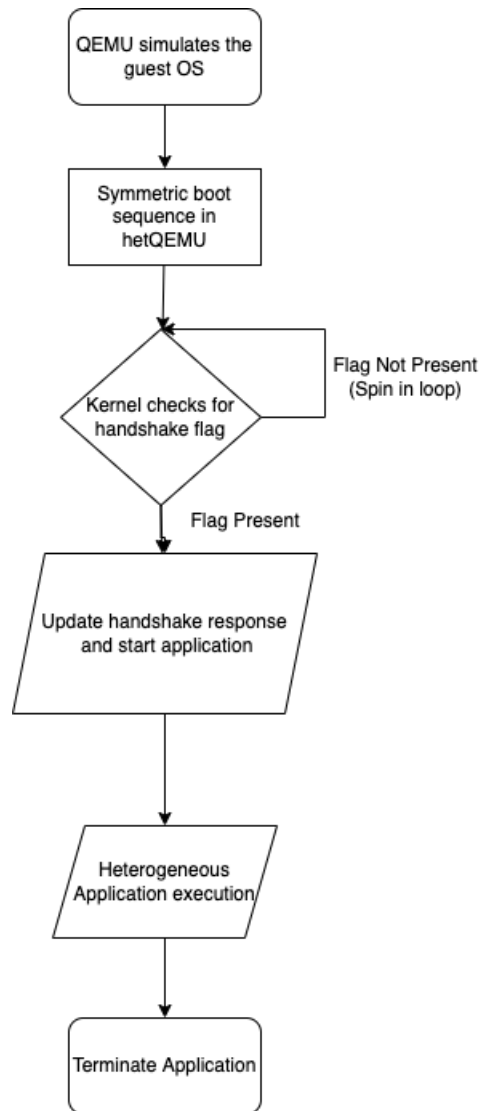 QEMU simulates the
guest OS
Symmetric boot
sequence in
hetQEMU
Flag Not Present
(Spin in loop)
Kernel checks for
handshake flag
Flag Present
Update handshake response
and start application
Heterogeneous
Application execution
Terminate Application